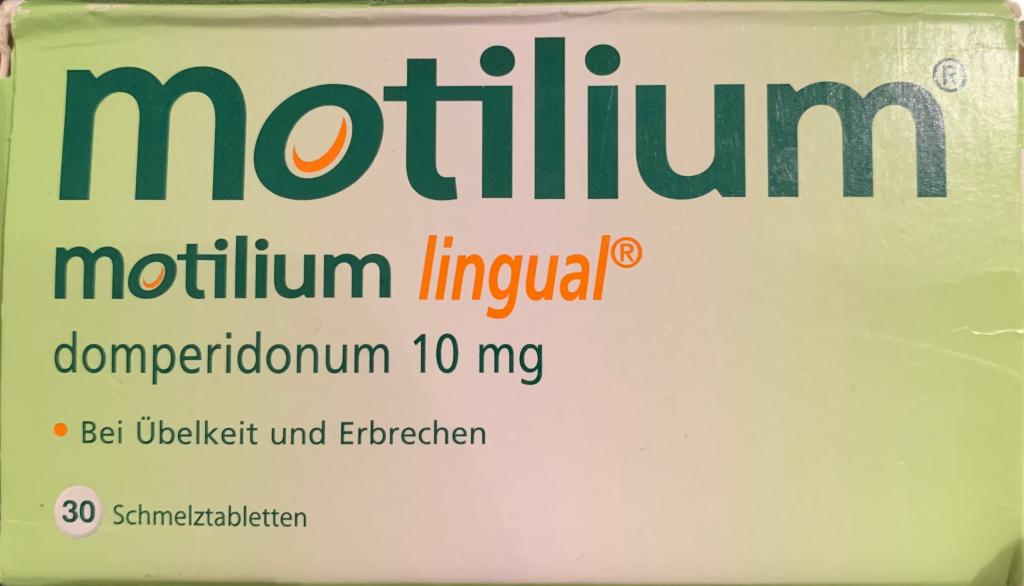 motilium®
motilium lingual®
domperidonum 10 mg
• Bei Übelkeit und Erbrechen
30 Schmelztabletten